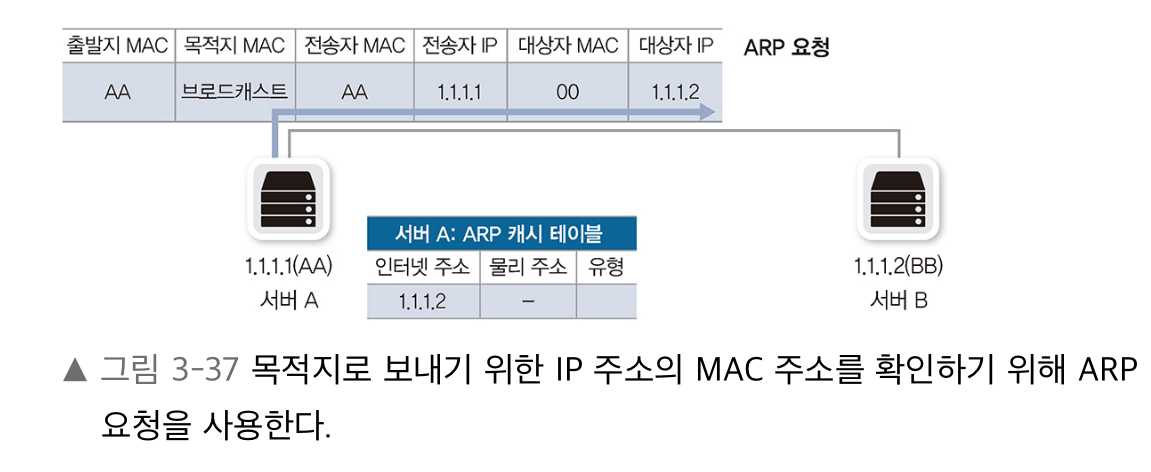 출발지 MAC 목적지 MAC 전송자 MAC 전송자 IP 대상자 MAC 대상자 IP ARP 요청
AA 브로드캐스트 AA 1.1.1.1 00 1.1.1.2
서버 A: ARP 캐시 테이블
인터넷 주소 물리 주소 유형
1.1.1.2 –
1.1.1.1(AA)
서버 A
1.1.1.2(BB)
서버 B
▲ 그림 3-37 목적지로 보내기 위한 IP 주소의 MAC 주소를 확인하기 위해 ARP
요청을 사용한다.